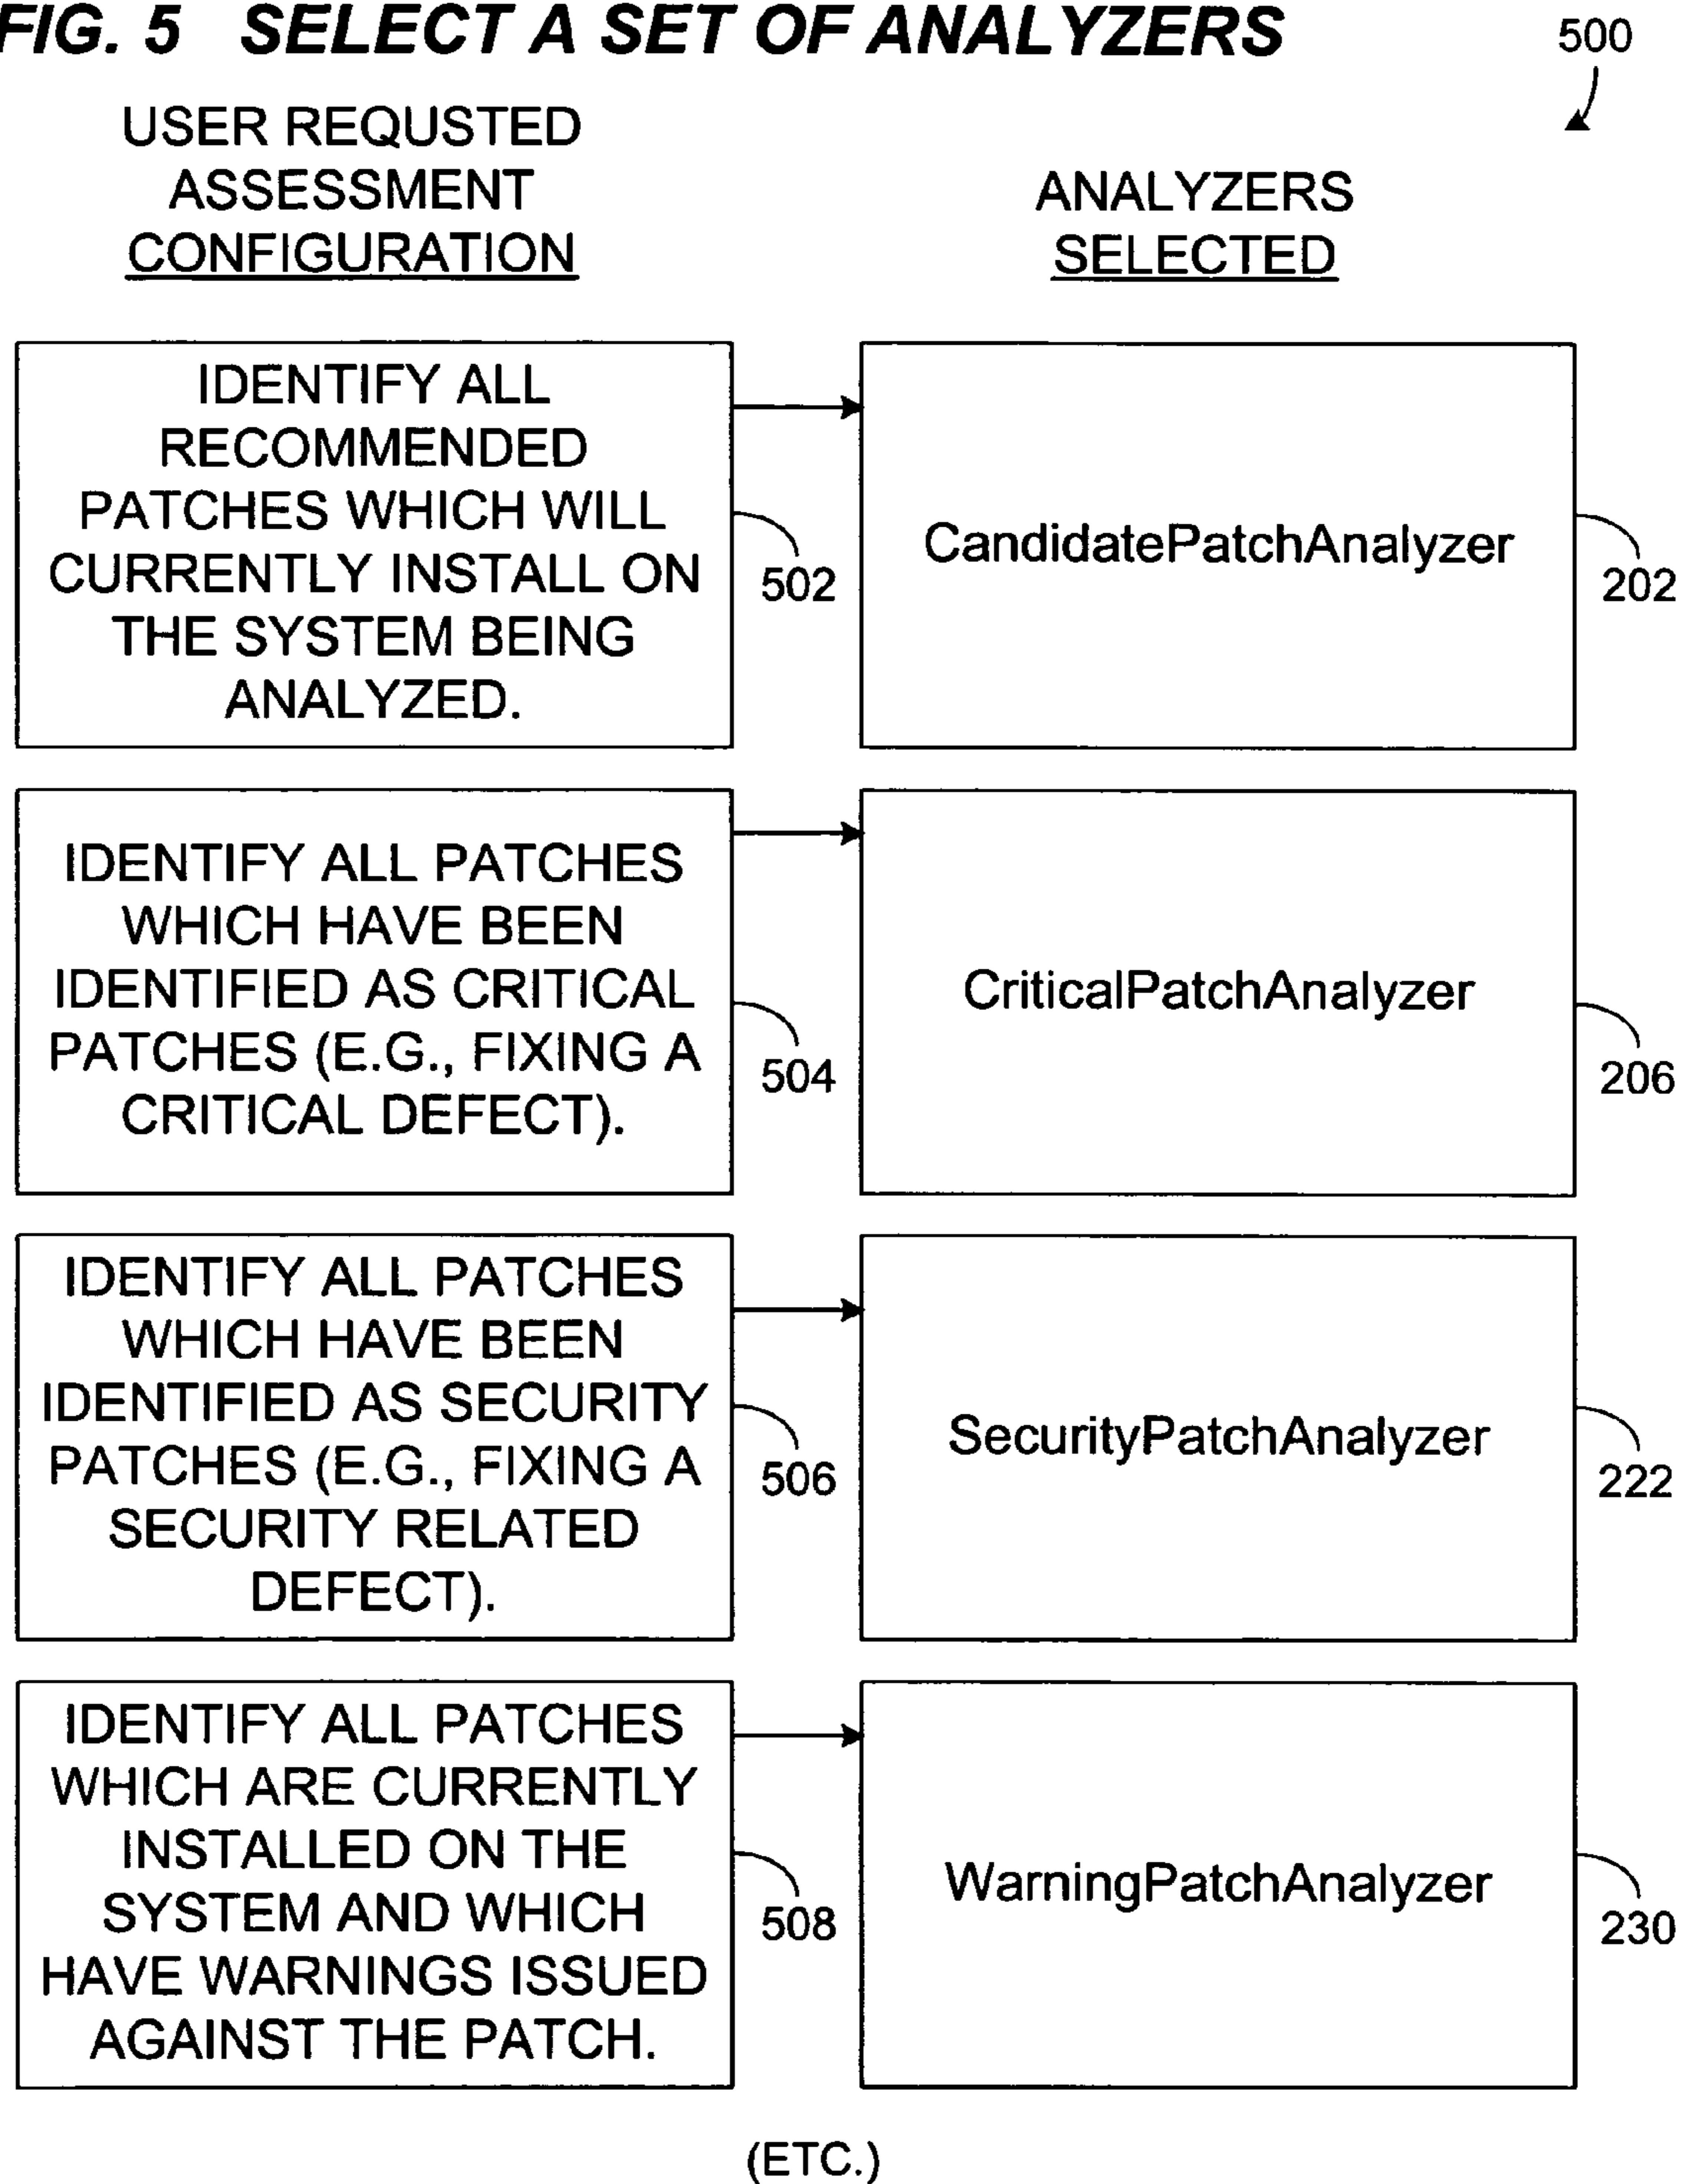 FIG. 5 SELECT A SET OF ANALYZERS
500
USER REQUSTED
ASSESSMENT
CONFIGURATION
ANALYZERS
SELECTED
IDENTIFY ALL
RECOMMENDED
PATCHES WHICH WILL
CURRENTLY INSTALL ON
THE SYSTEM BEING
ANALYZED.
502
CandidatePatchAnalyzer
202
IDENTIFY ALL PATCHES
WHICH HAVE BEEN
IDENTIFIED AS CRITICAL
PATCHES (E.G., FIXING A
CRITICAL DEFECT).
504
CriticalPatchAnalyzer
206
IDENTIFY ALL PATCHES
WHICH HAVE BEEN
IDENTIFIED AS SECURITY
PATCHES (E.G., FIXING A
SECURITY RELATED
DEFECT).
506
SecurityPatchAnalyzer
222
IDENTIFY ALL PATCHES
WHICH ARE CURRENTLY
INSTALLED ON THE
SYSTEM AND WHICH
HAVE WARNINGS ISSUED
AGAINST THE PATCH.
508
WarningPatchAnalyzer
230
(ETC.)